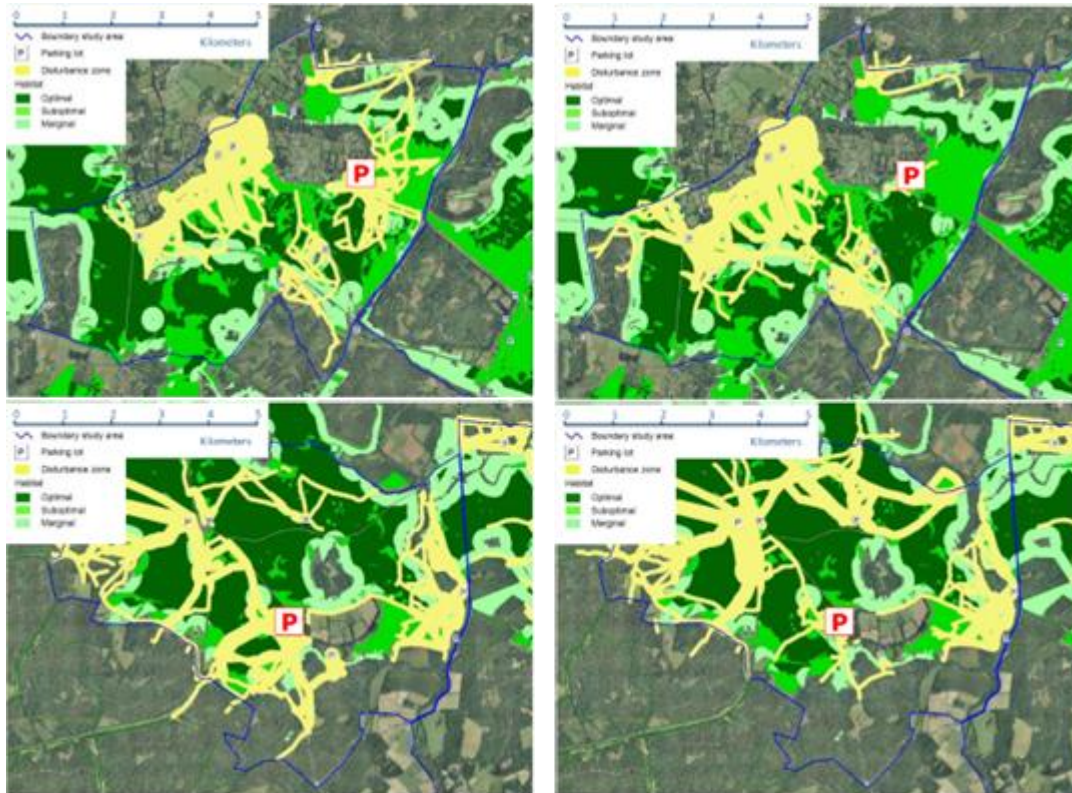 0 1 2 3 4 5
Kilometers
Boundary study area
P Parking lot
Disturbance zone
Habitat
Optimal
Suboptimal
Marginal
P
0 1 2 3 4 5
Kilometers
Boundary study area
P Parking lot
Disturbance zone
Habitat
Optimal
Suboptimal
Marginal
P
0 1 2 3 4 5
Kilometers
Boundary study area
P Parking lot
Disturbance zone
Habitat
Optimal
Suboptimal
Marginal
P
0 1 2 3 4 5
Kilometers
Boundary study area
P Parking lot
Disturbance zone
Habitat
Optimal
Suboptimal
Marginal
P